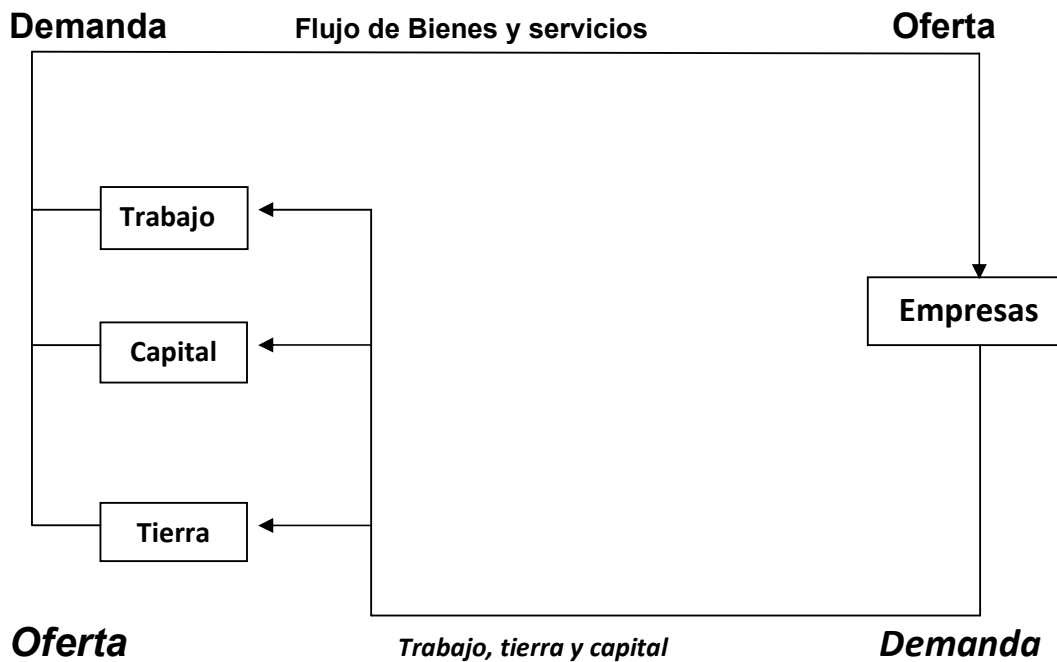 Demanda
Flujo de Bienes y servicios
Oferta
Trabajo
Empresas
Capital
Tierra
Oferta
Trabajo, tierra y capital
Demanda